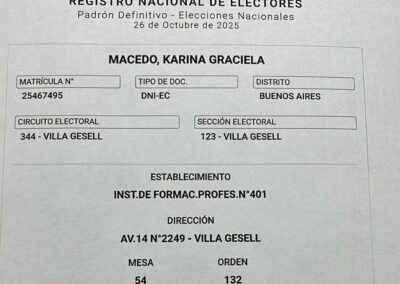 REGISTRO NACIONAL DE ELECTORES
Padrón Definitivo - Elecciones Nacionales
26 de Octubre de 2025
MACEDO, KARINA GRACIELA
MATRÍCULA N° TIPO DE DOC. DISTRITO
25467495 DNI-EC BUENOS AIRES
CIRCUITO ELECTORAL SECCIÓN ELECTORAL
344 - VILLA GESELL 123 - VILLA GESELL
ESTABLECIMIENTO
INST.DE FORMAC.PROFES.N°401
DIRECCIÓN
AV.14 N°2249 - VILLA GESELL
MESA ORDEN
54 132